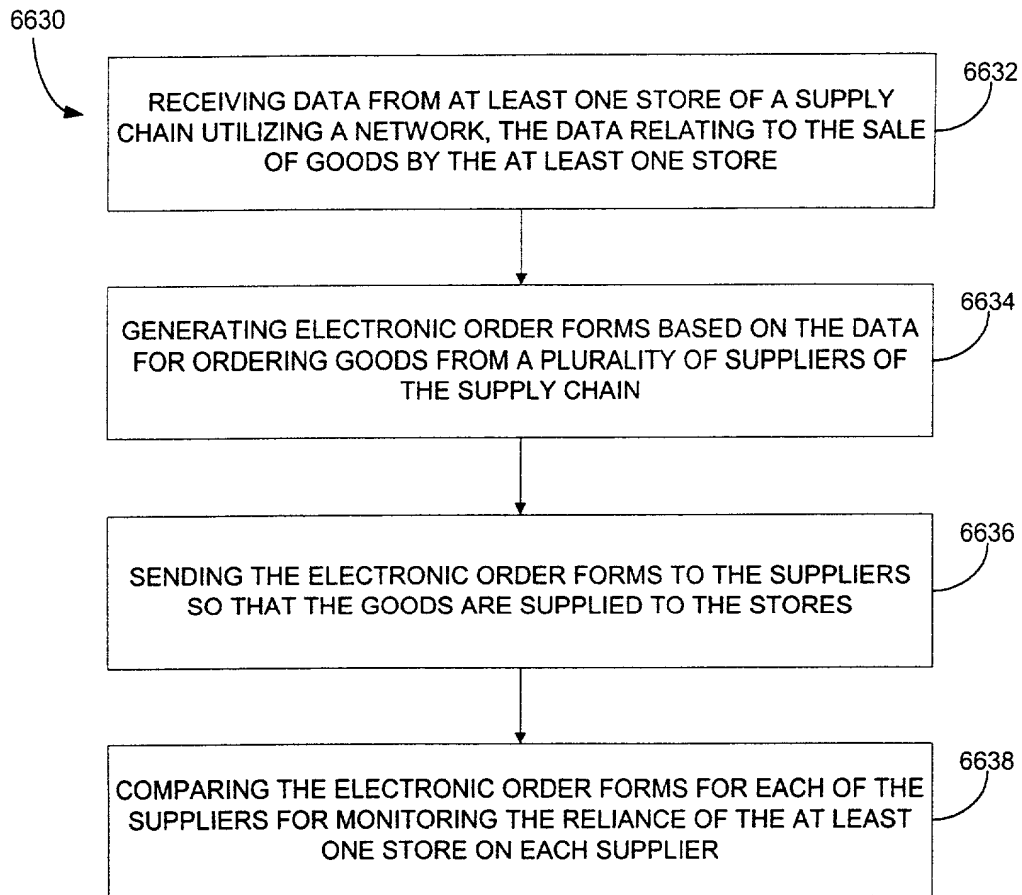 6630
6632
RECEIVING DATA FROM AT LEAST ONE STORE OF A SUPPLY
CHAIN UTILIZING A NETWORK, THE DATA RELATING TO THE SALE
OF GOODS BY THE AT LEAST ONE STORE
6634
GENERATING ELECTRONIC ORDER FORMS BASED ON THE DATA
FOR ORDERING GOODS FROM A PLURALITY OF SUPPLIERS OF
THE SUPPLY CHAIN
6636
SENDING THE ELECTRONIC ORDER FORMS TO THE SUPPLIERS
SO THAT THE GOODS ARE SUPPLIED TO THE STORES
6638
COMPARING THE ELECTRONIC ORDER FORMS FOR EACH OF THE
SUPPLIERS FOR MONITORING THE RELIANCE OF THE AT LEAST
ONE STORE ON EACH SUPPLIER